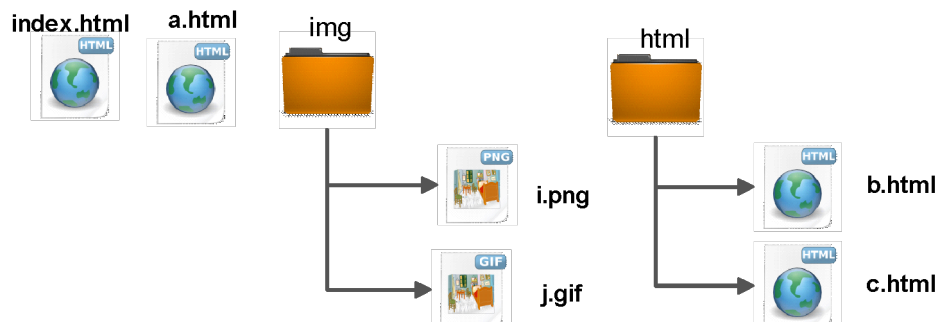 index.html
a.html
img
html
HTML
HTML
PNG
i.png
GIF
j.gif
HTML
b.html
HTML
c.html